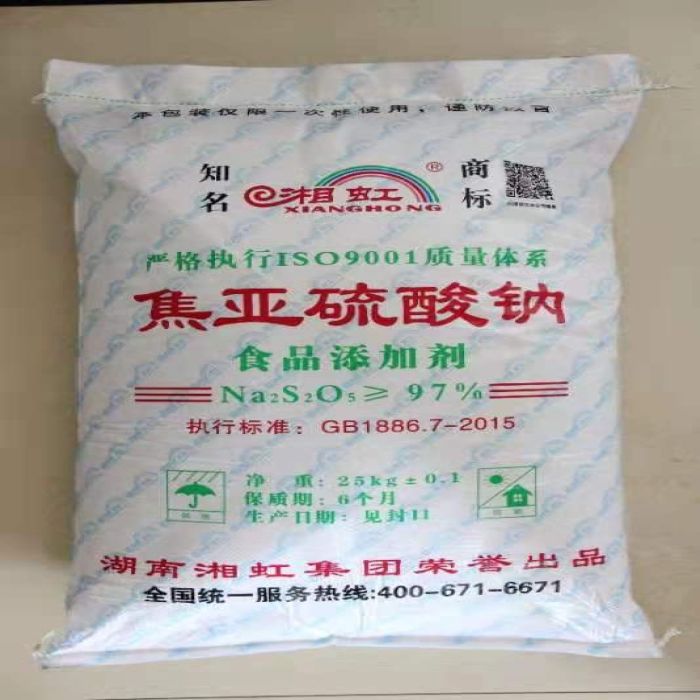 本包装仅限一次性使用，谨防以旧
知名
湘虹
®
商标
XIANGHONG
严格执行ISO9001质量体系
焦亚硫酸钠
食品添加剂
Na₂S₂O₅≥97%
执行标准：GB1886.7-2015
净 重：25kg±0.1
保质期：6个月
生产日期：见封口
湖南湘虹集团荣誉出品
全国统一服务热线:400-671-6671